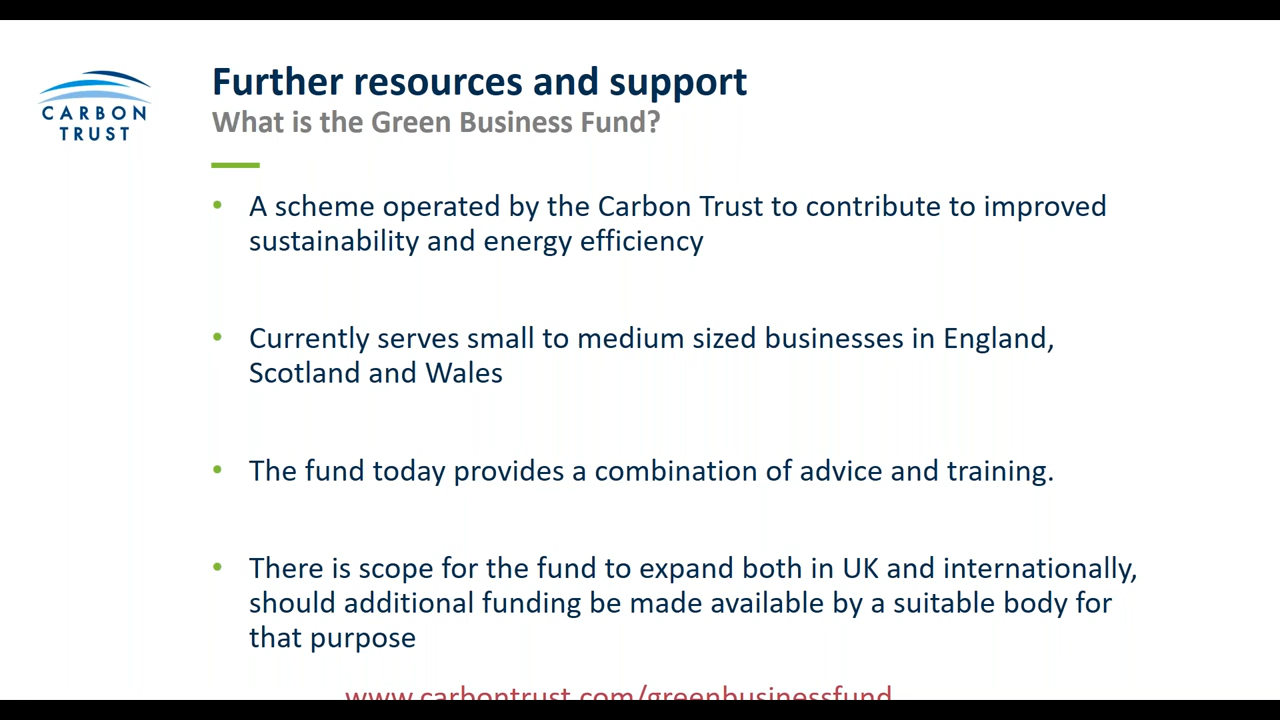 CARBON
TRUST
Further resources and support
What is the Green Business Fund?
• A scheme operated by the Carbon Trust to contribute to improved
sustainability and energy efficiency
• Currently serves small to medium sized businesses in England,
Scotland and Wales
• The fund today provides a combination of advice and training.
• There is scope for the fund to expand both in UK and internationally,
should additional funding be made available by a suitable body for
that purpose
www.carbontrust.com/greenbusinessfund